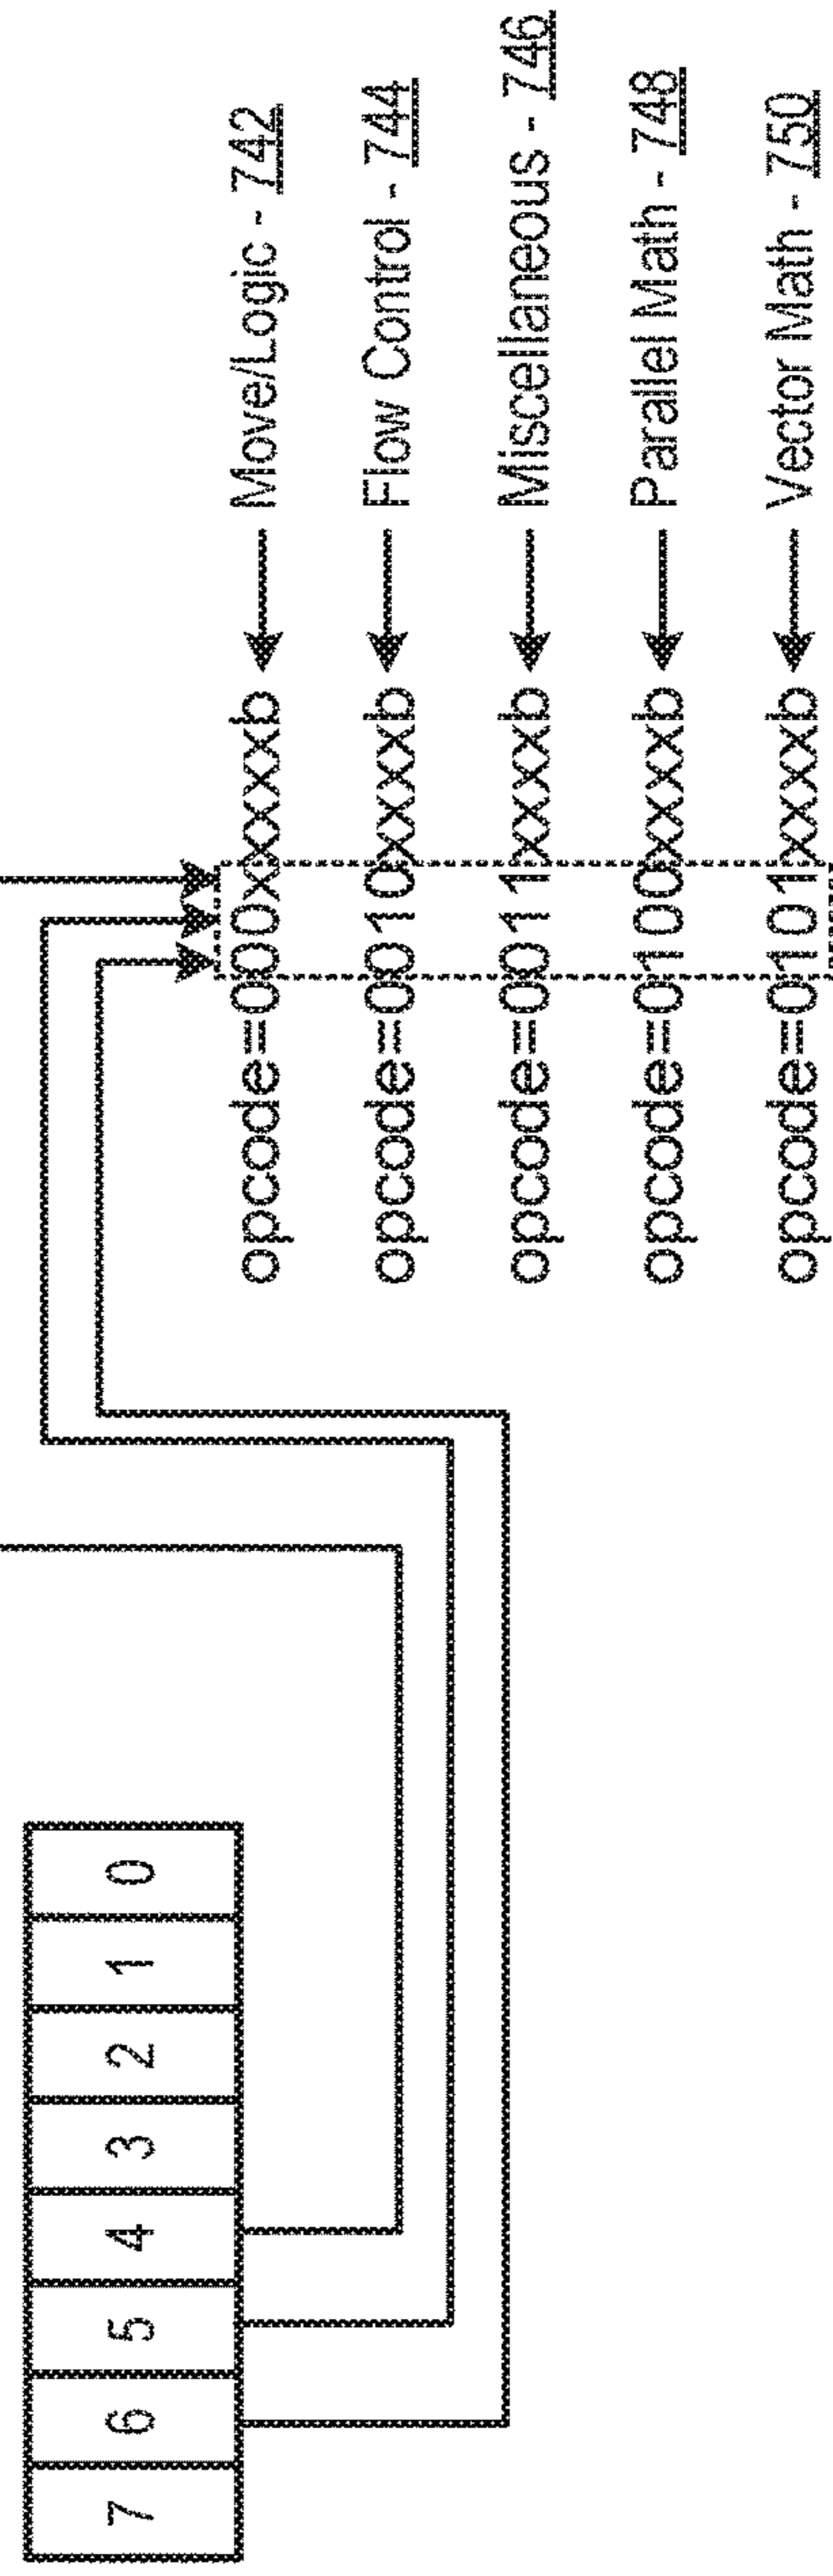 7 6 5 4 3 2 1 0
opcode=000xxxxxb Move/Logic - 742
opcode=0010xxxxb Flow Control - 744
opcode=0011xxxxb Miscellaneous - 746
opcode=0100xxxxb Parallel Math - 748
opcode=0101xxxxb Vector Math - 750